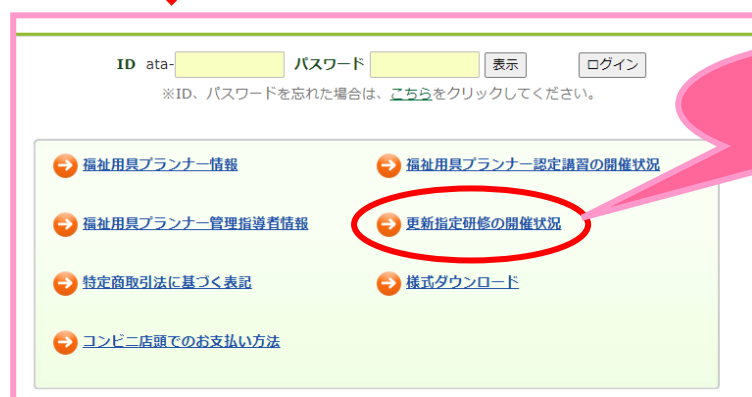 ID ata- パスワード 表示 ログイン
※ID、パスワードを忘れた場合は、こちらをクリックしてください。
福祉用具プランナー情報 福祉用具プランナー認定講習の開催状況
福祉用具プランナー管理指導者情報 更新指定研修の開催状況
特定商取引法に基づく表記 様式ダウンロード
コンビニ店頭でのお支払い方法